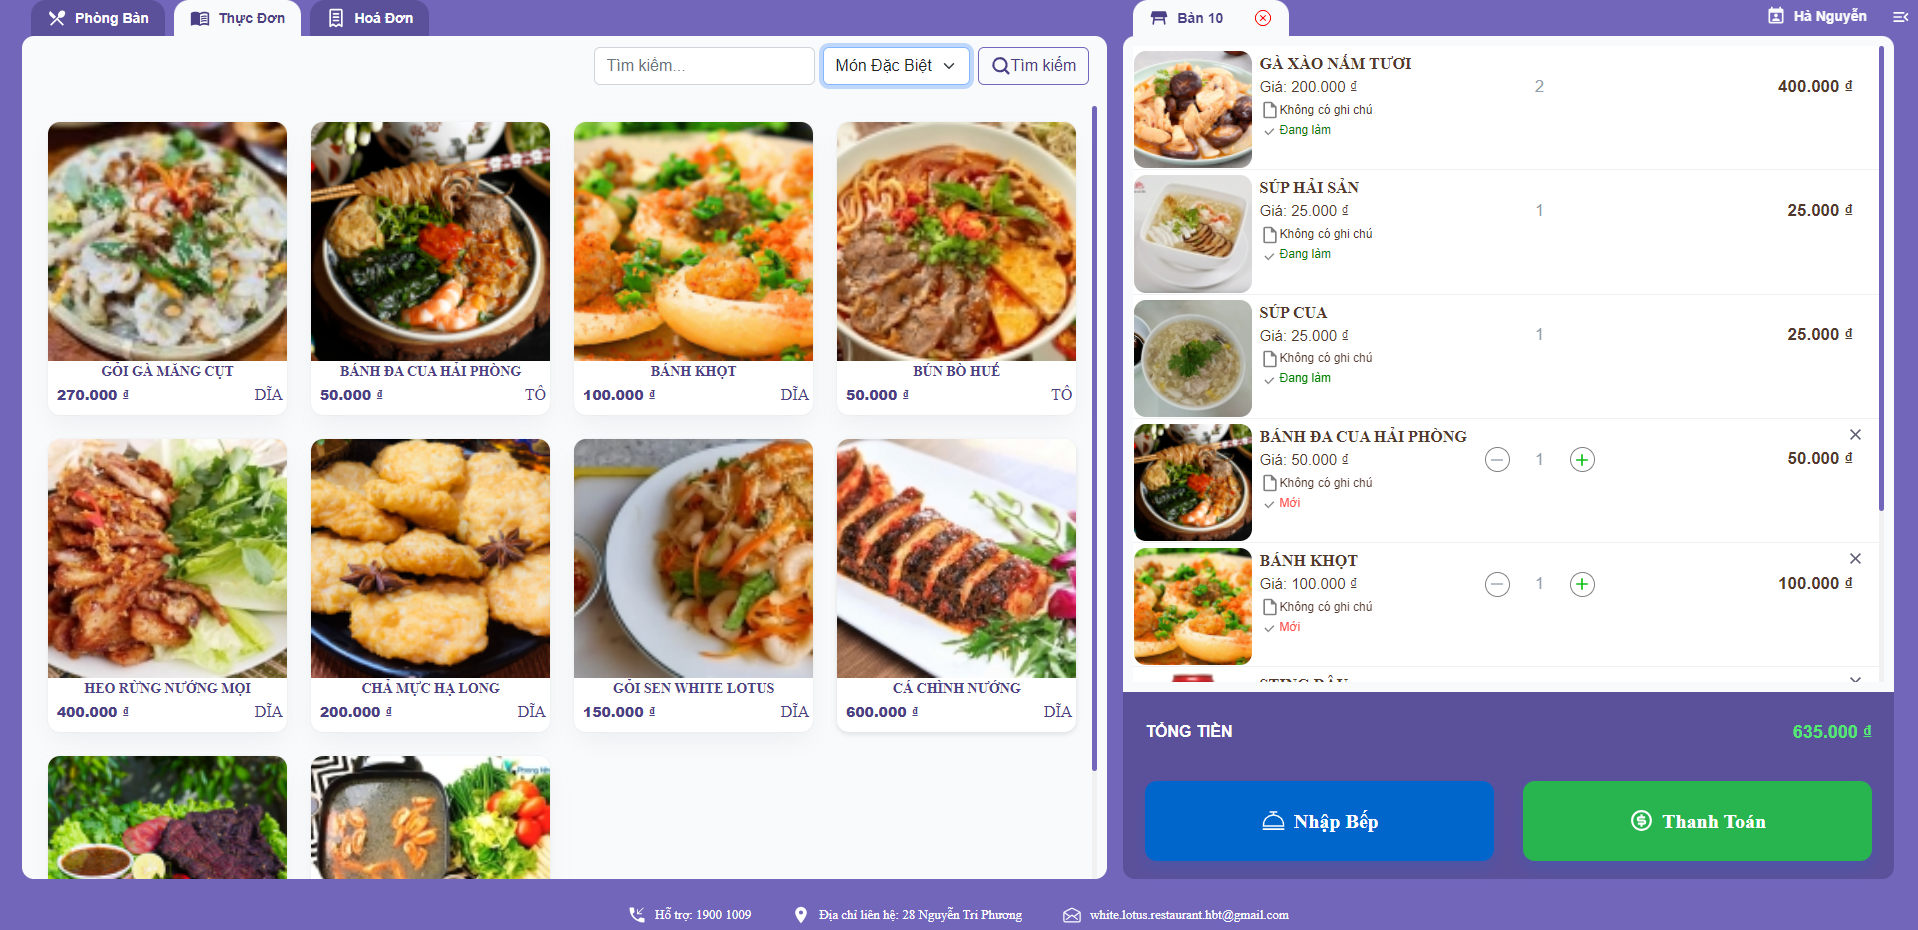 Phòng Bàn
Thực Đơn
Hoá Đơn
Bàn 10
Hà Nguyễn
Tìm kiếm...
Món Đặc Biệt
Tìm kiếm
GỎI GÀ MĂNG CỤT
270.000 ₫
DĨA
BÁNH ĐA CUA HẢI PHÒNG
50.000 ₫
TÔ
BÁNH KHỌT
100.000 ₫
DĨA
BÚN BÒ HUẾ
50.000 ₫
TÔ
HEO RỪNG NƯỚNG MỌI
400.000 ₫
DĨA
CHẢ MỰC HẠ LONG
200.000 ₫
DĨA
GỎI SEN WHITE LOTUS
150.000 ₫
DĨA
CÁ CHÌNH NƯỚNG
600.000 ₫
DĨA
GÀ XÀO NẤM TƯƠI
Giá: 200.000 ₫
2
400.000 ₫
Không có ghi chú
Đang làm
SÚP HẢI SẢN
Giá: 25.000 ₫
1
25.000 ₫
Không có ghi chú
Đang làm
SÚP CUA
Giá: 25.000 ₫
1
25.000 ₫
Không có ghi chú
Đang làm
BÁNH ĐA CUA HẢI PHÒNG
Giá: 50.000 ₫
1
50.000 ₫
Không có ghi chú
Mới
BÁNH KHỌT
Giá: 100.000 ₫
1
100.000 ₫
Không có ghi chú
Mới
STING DÂU
TỔNG TIỀN
635.000 ₫
Nhập Bếp
Thanh Toán
Hỗ trợ: 1900 1009
Địa chỉ liên hệ: 28 Nguyễn Tri Phương
white.lotus.restaurant.hbt@gmail.com